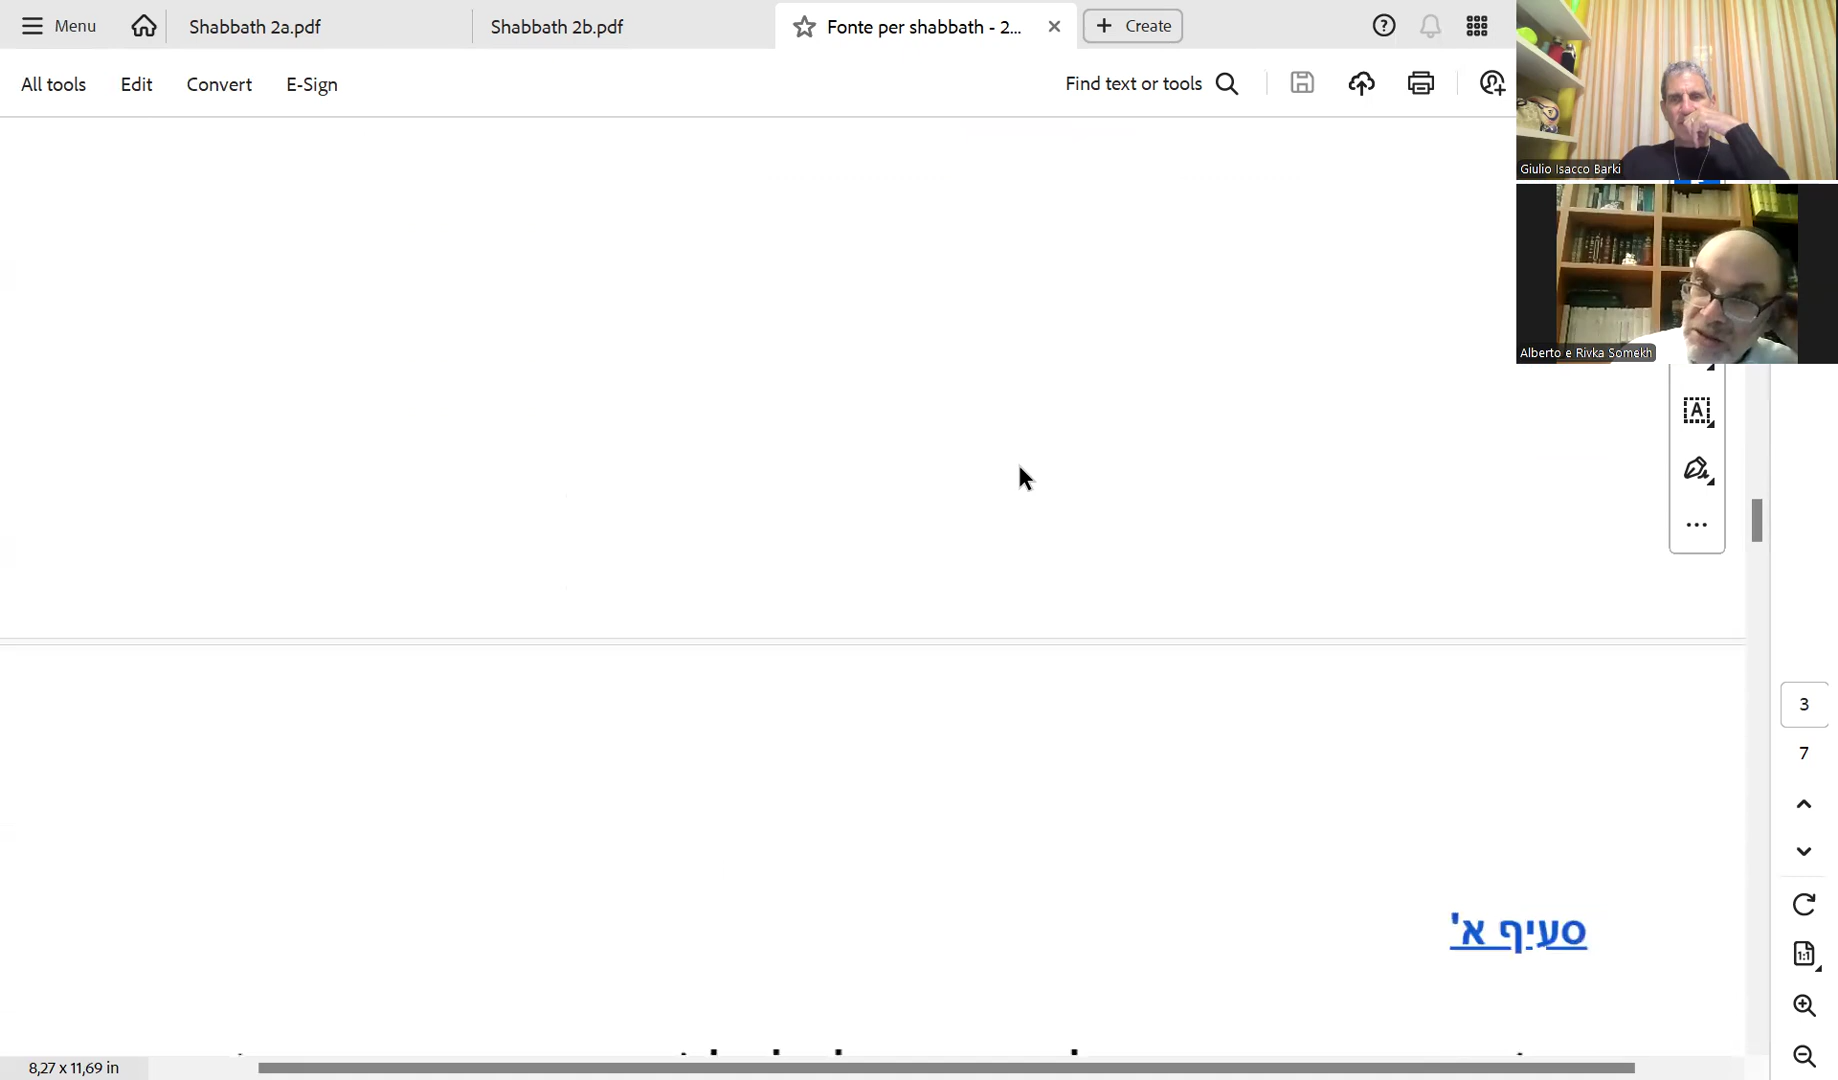 Menu
Shabbath 2a.pdf
Shabbath 2b.pdf
Fonte per shabbath - 2...
Create
All tools
Edit
Convert
E-Sign
Find text or tools
Giulio Isacco Barki
Alberto e Rivka Somekh
3
7
סעיף א'
8,27 x 11,69 in